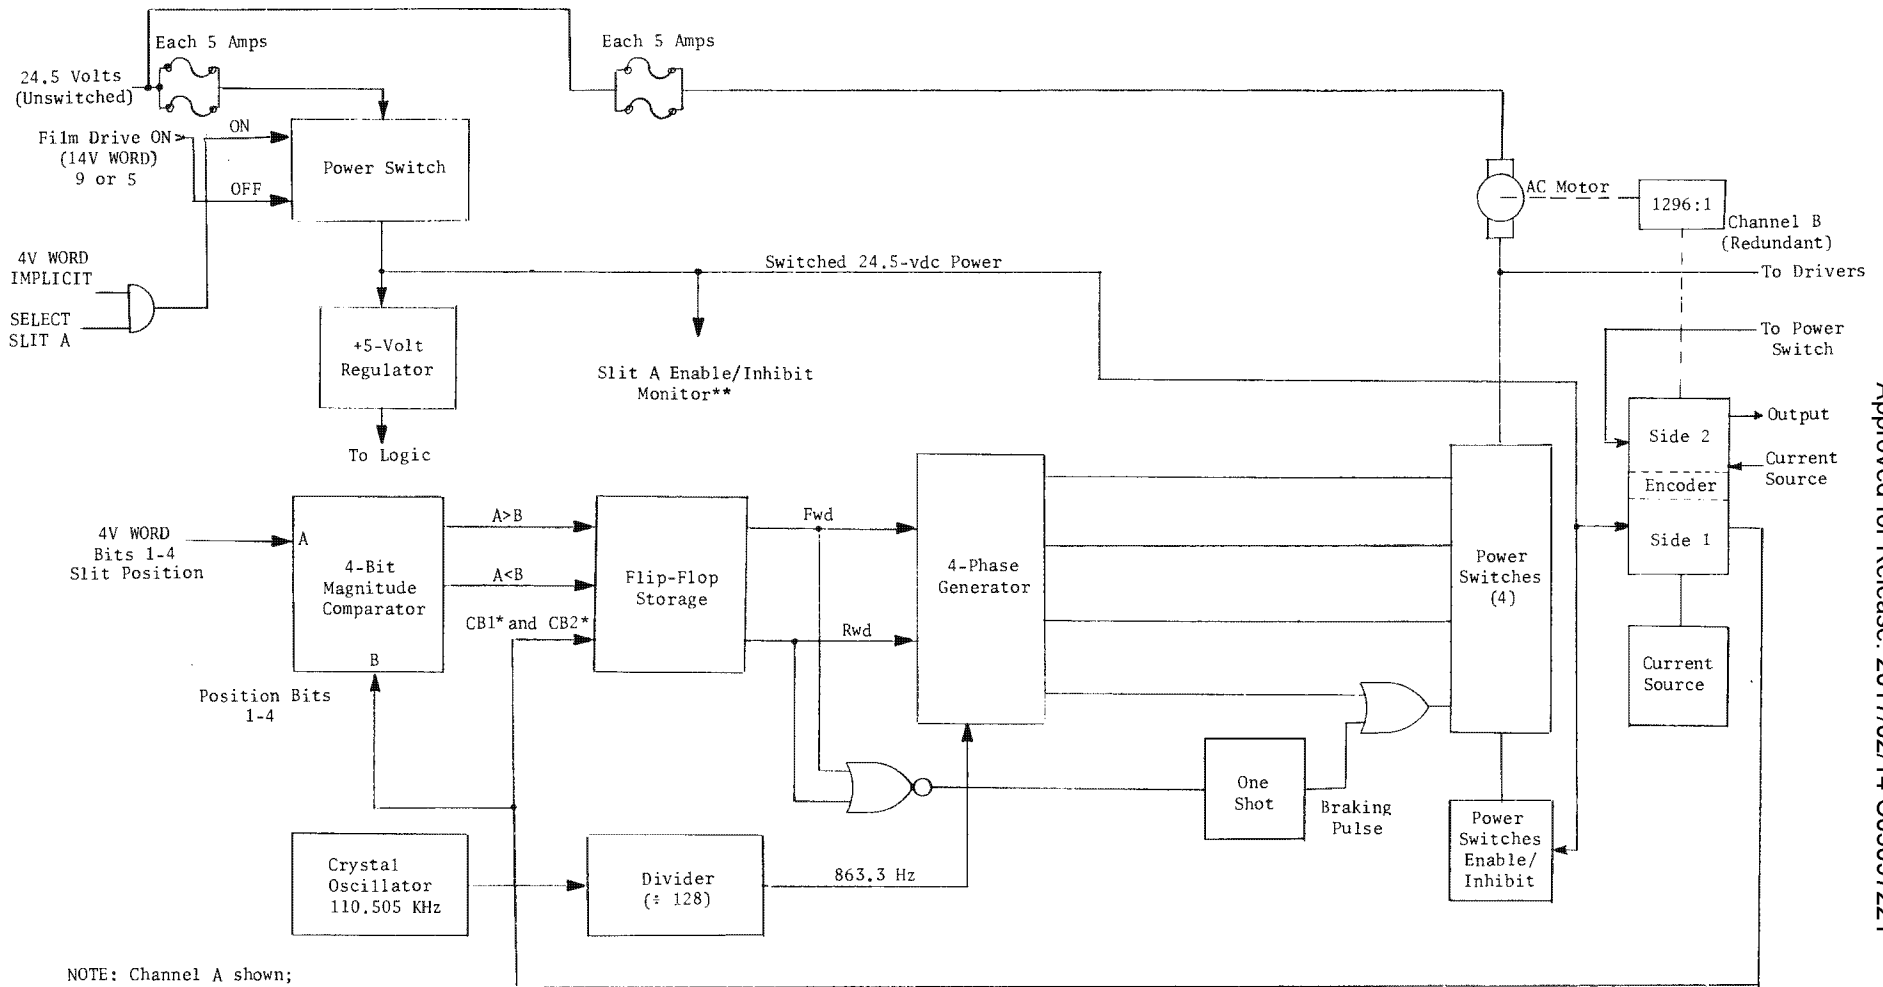 Each 5 Amps
Each 5 Amps
24.5 Volts
(Unswitched)
Film Drive ON
(14V WORD)
9 or 5
ON
OFF
Power Switch
AC Motor
1296:1
Channel B
(Redundant)
4V WORD
IMPLICIT
SELECT
SLIT A
Switched 24.5-vdc Power
To Drivers
To Power
Switch
+5-Volt
Regulator
Slit A Enable/Inhibit
Monitor**
To Logic
Side 2
Output
Current
Source
Encoder
Side 1
4V WORD
Bits 1-4
Slit Position
A
4-Bit
Magnitude
Comparator
B
A>B
A<B
CB1* and CB2*
Flip-Flop
Storage
Fwd
Rwd
4-Phase
Generator
Power
Switches
(4)
Current
Source
Position Bits
1-4
One
Shot
Braking
Pulse
Power
Switches
Enable/
Inhibit
Crystal
Oscillator
110.505 KHz
Divider
(÷ 128)
863.3 Hz
NOTE: Channel A shown;